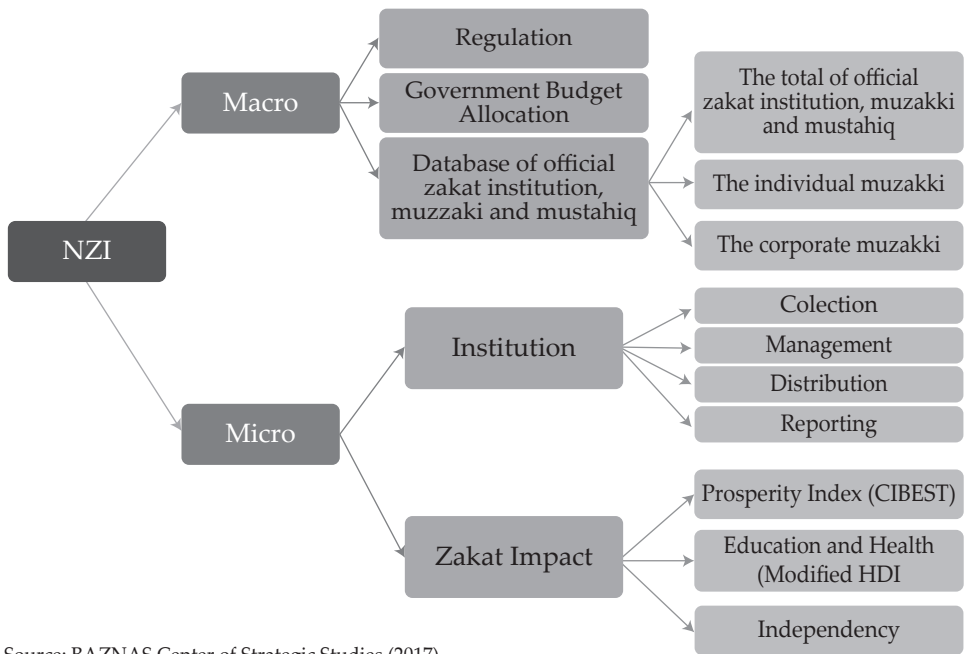 NZI
Macro
Regulation
Government Budget
Allocation
Database of official
zakat institution,
muzzaki and mustahiq
The total of official
zakat institution, muzakki
and mustahiq
The individual muzakki
The corporate muzakki
Micro
Institution
Colection
Management
Distribution
Reporting
Zakat Impact
Prosperity Index (CIBEST)
Education and Health
(Modified HDI
Independency
Source: BAZNAS Center of Strategic Studies (2017)